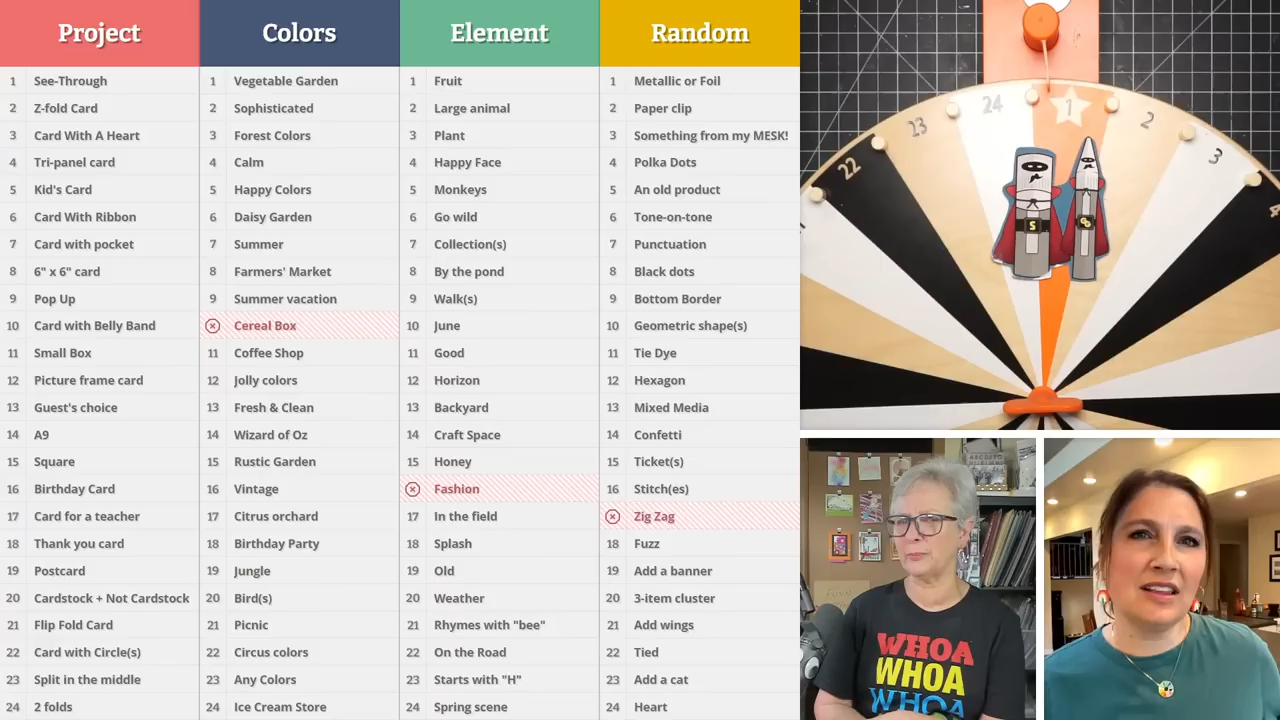 Project
Colors
Element
Random
1 See-Through
2 Z-fold Card
3 Card With A Heart
4 Tri-panel card
5 Kid's Card
6 Card With Ribbon
7 Card with pocket
8 6" x 6" card
9 Pop Up
10 Card with Belly Band
11 Small Box
12 Picture frame card
13 Guest's choice
14 A9
15 Square
16 Birthday Card
17 Card for a teacher
18 Thank you card
19 Postcard
20 Cardstock + Not Cardstock
21 Flip Fold Card
22 Card with Circle(s)
23 Split in the middle
24 2 folds
1 Vegetable Garden
2 Sophisticated
3 Forest Colors
4 Calm
5 Happy Colors
6 Daisy Garden
7 Summer
8 Farmers' Market
9 Summer vacation
Cereal Box
11 Coffee Shop
12 Jolly colors
13 Fresh & Clean
14 Wizard of Oz
15 Rustic Garden
16 Vintage
17 Citrus orchard
18 Birthday Party
19 Jungle
20 Bird(s)
21 Picnic
22 Circus colors
23 Any Colors
24 Ice Cream Store
1 Fruit
2 Large animal
3 Plant
4 Happy Face
5 Monkeys
6 Go wild
7 Collection(s)
8 By the pond
9 Walk(s)
10 June
11 Good
12 Horizon
13 Backyard
14 Craft Space
15 Honey
Fashion
17 In the field
18 Splash
19 Old
20 Weather
21 Rhymes with "bee"
22 On the Road
23 Starts with "H"
24 Spring scene
1 Metallic or Foil
2 Paper clip
3 Something from my MESK!
4 Polka Dots
5 An old product
6 Tone-on-tone
7 Punctuation
8 Black dots
9 Bottom Border
10 Geometric shape(s)
11 Tie Dye
12 Hexagon
13 Mixed Media
14 Confetti
15 Ticket(s)
16 Stitch(es)
Zig Zag
18 Fuzz
19 Add a banner
20 3-item cluster
21 Add wings
22 Tied
23 Add a cat
24 Heart
22
23
24
1
2
3
4
S
WHOA
WHOA
WHOA